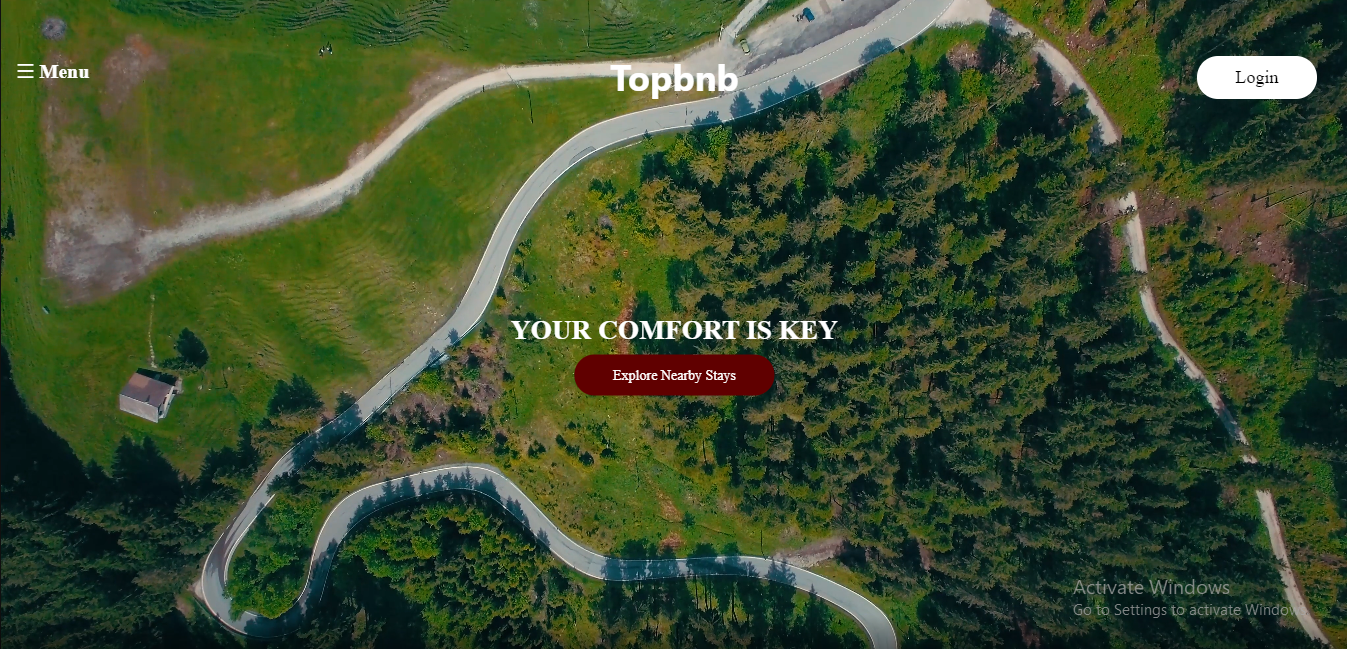 Menu
Topbnb
Login
YOUR COMFORT IS KEY
Explore Nearby Stays
Activate Windows
Go to Settings to activate Windows